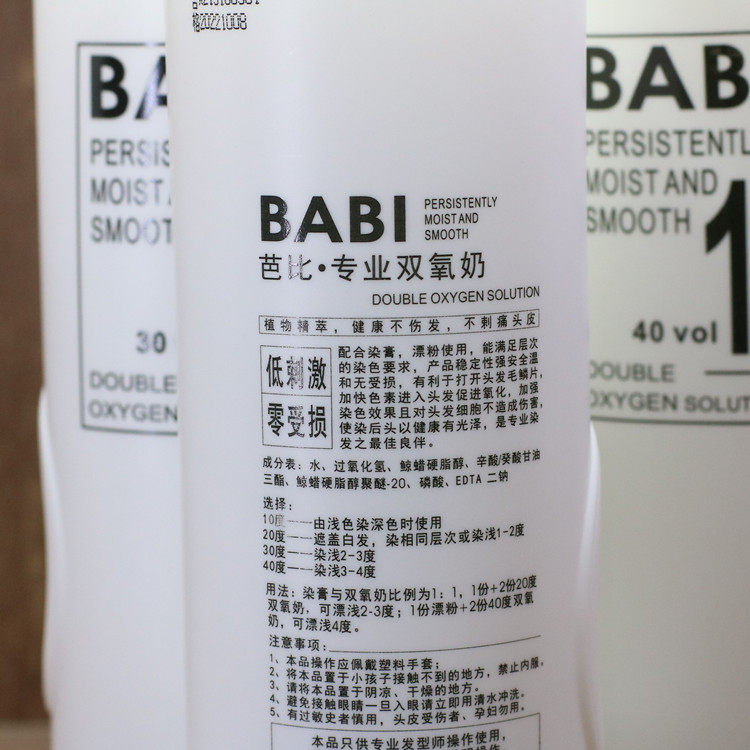 格20221008
BABI PERSISTENTLY
MOIST AND
SMOOTH
芭比·专业双氧奶
DOUBLE OXYGEN SOLUTION
植物精萃，健康不伤发，不刺痛头皮
低刺激
零受损
配合染膏，漂粉使用，能满足层次
的染色要求，产品稳定性强安全温
和无受损，有利于打开头发毛鳞片，
加快色素进入头发促进氧化，加强
染色效果且对头发细胞不造成伤害，
使染后头以健康有光泽，是专业染
发之最佳良伴。
成分表：水、过氧化氢、鲸蜡硬脂醇、辛酸/癸酸甘油
三酯、鲸蜡硬脂醇聚醚-20、磷酸、EDTA 二钠
选择：
10度——由浅色染深色时使用
20度——遮盖白发，染相同层次或染浅1-2度
30度——染浅2-3度
40度——染浅3-4度
用法：染膏与双氧奶比例为1：1，1份+2份20度
双氧奶，可漂浅2-3度；1份漂粉+2份40度双氧
奶，可漂浅4度。
注意事项：
1、本品操作应佩戴塑料手套；
2、将本品置于小孩子接触不到的地方，禁止内服。
3、请将本品置于阴凉、干燥的地方。
4、避免接触眼睛一旦入眼请立即用清水冲洗。
5、有过敏史者慎用，头皮受伤者、孕妇勿用。
本品只供专业发型师操作使用，
BA
PERSIS
MOIST A
SMOOT
30
DOUBLE
OXYGEN
BABI
PERSISTENTLY
MOIST AND
SMOOTH
1
40 vol
DOUBLE
OXYGEN SOLUT